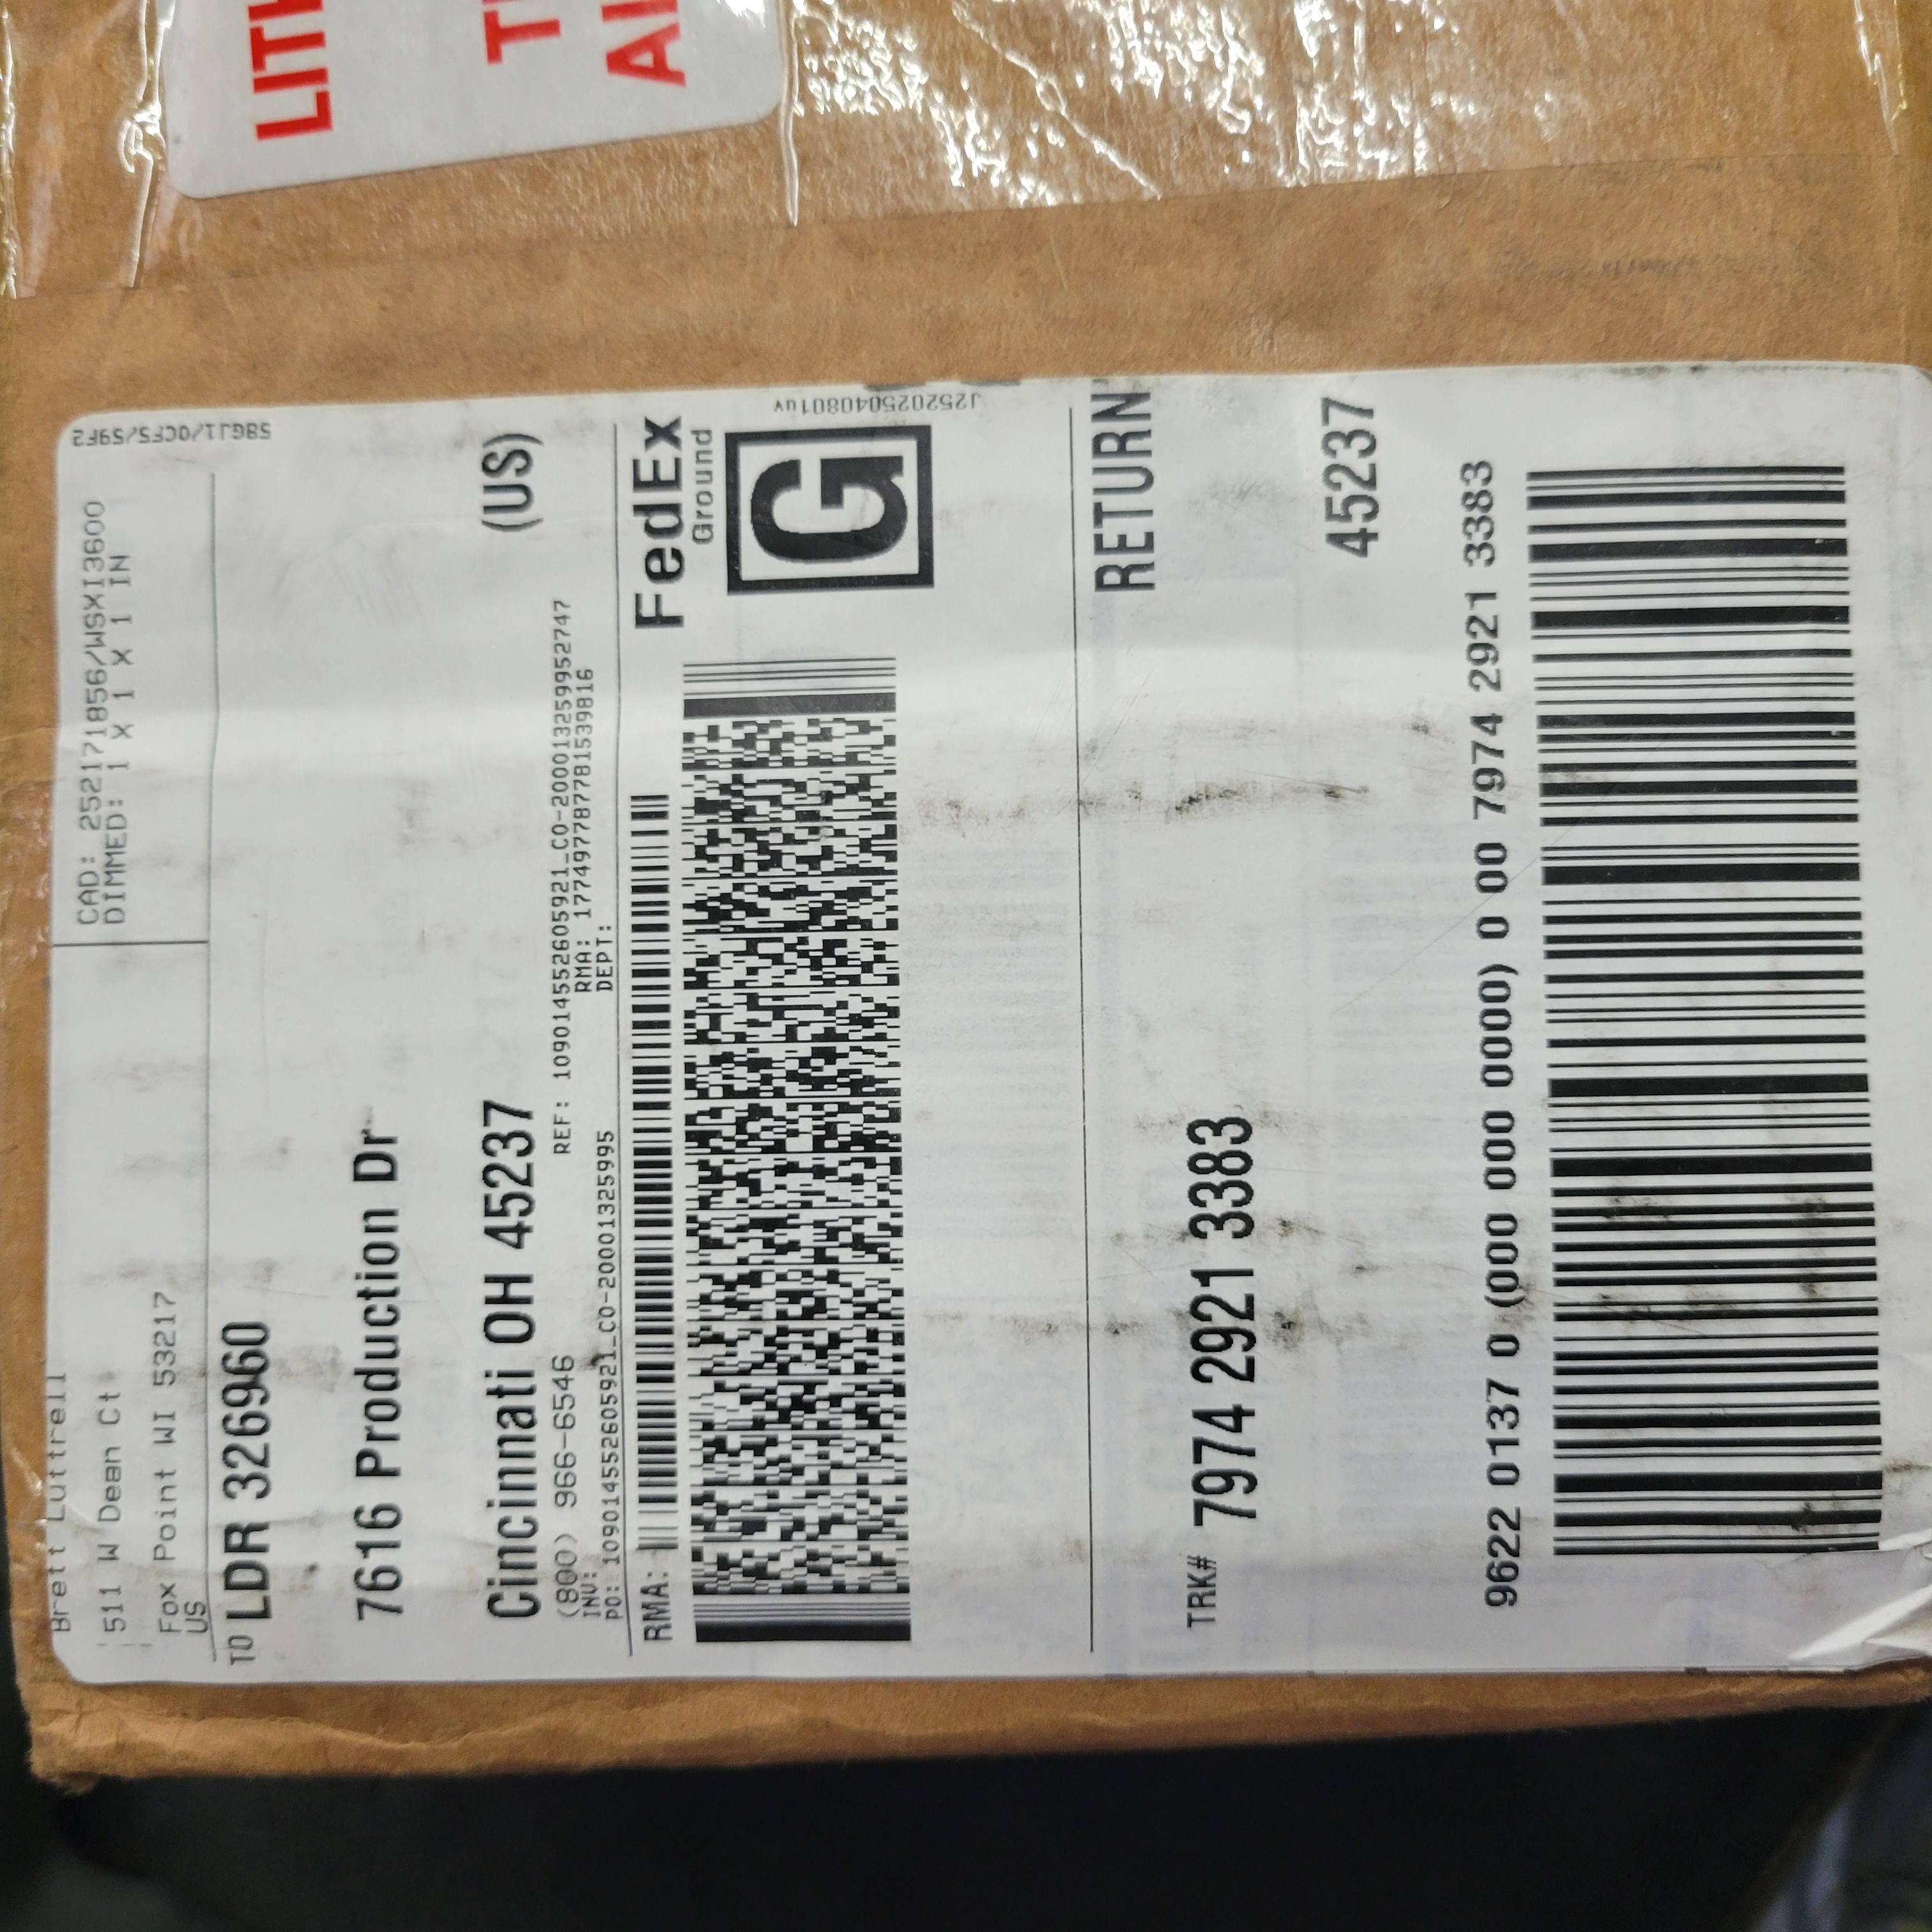 Brett Luttrell
511 W Dean Ct
Fox Point WI 53217
US
CAD: 252171856/WSXI3600
DIMMED: 1 X 1 X 1 IN
58GJ1/0CF5/59F2
TO LDR 326960
7616 Production Dr
Cincinnati OH 45237 (US)
(800) 966-6546
REF: 109014552605921_CO-200013259952747
INV:
RMA: 177497787778153981​6
PO: 109014552605921_CO-20001325995
DEPT:
RMA:
FedEx
Ground
G
J252025040801uv
RETURN
TRK# 7974 2921 3383
45237
9622 0137 0 (000 000 0000) 0 00 7974 2921 3383